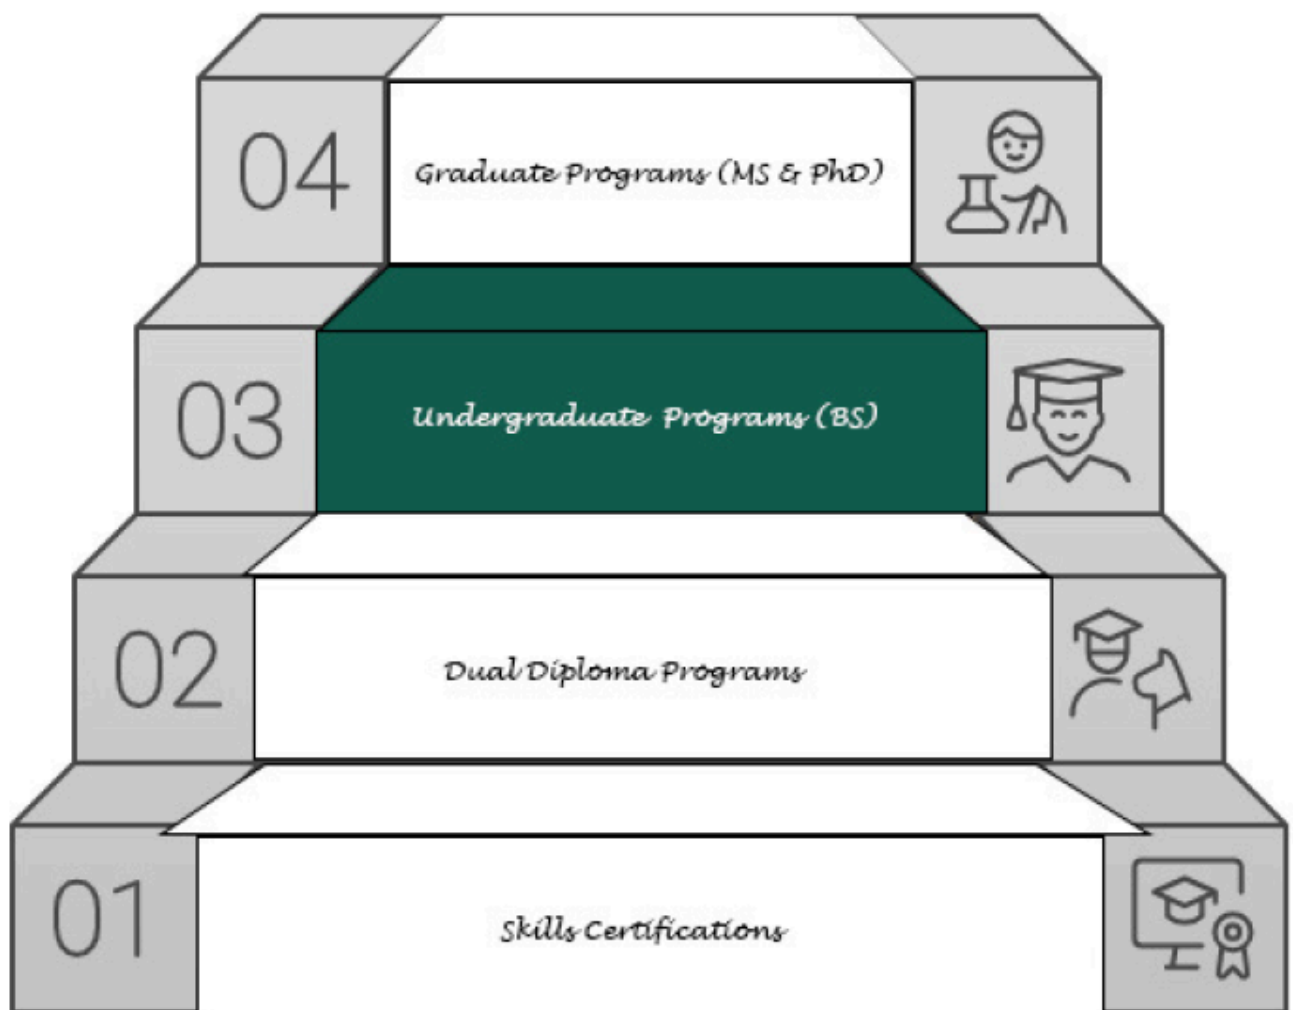 04
Graduate Programs (MS & PhD)
03
Undergraduate Programs (BS)
02
Dual Diploma Programs
01
Skills Certifications